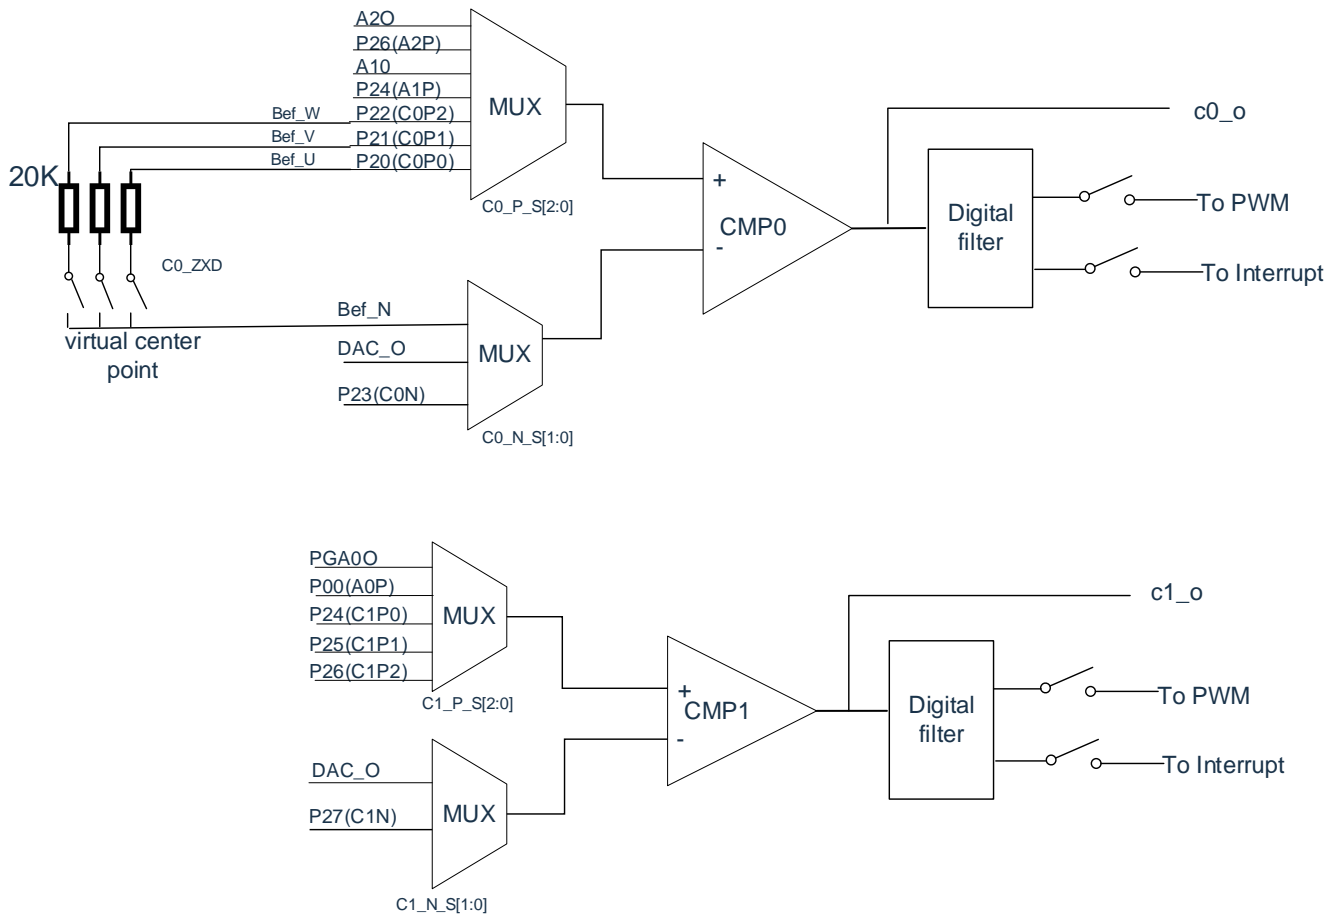 A2O
P26(A2P)
A10
P24(A1P)
Bef_W
P22(C0P2)
Bef_V
P21(C0P1)
Bef_U
P20(C0P0)
MUX
C0_P_S[2:0]
20K
C0_ZXD
virtual center
point
Bef_N
DAC_O
P23(C0N)
MUX
C0_N_S[1:0]
+
-
CMP0
c0_o
Digital
filter
To PWM
To Interrupt
PGA0O
P00(A0P)
P24(C1P0)
P25(C1P1)
P26(C1P2)
MUX
C1_P_S[2:0]
DAC_O
P27(C1N)
MUX
C1_N_S[1:0]
+
CMP1
-
c1_o
Digital
filter
To PWM
To Interrupt